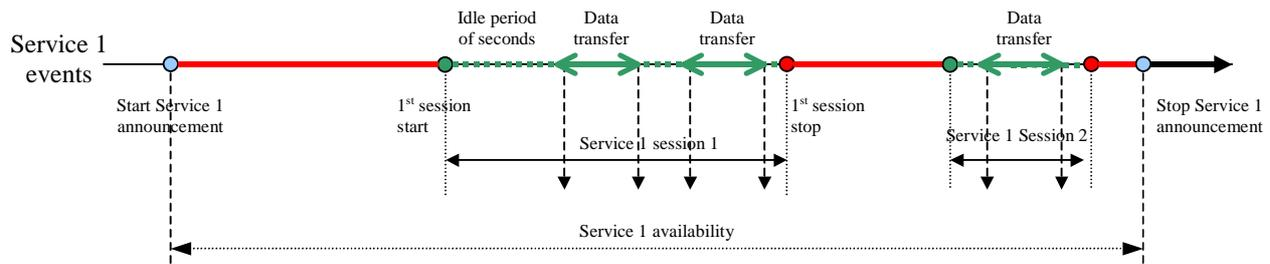 Idle period
of seconds
Data
transfer
Data
transfer
Data
transfer
Service 1
events
Start Service 1
announcement
1st session
start
1st session
stop
Stop Service 1
announcement
Service 1 session 1
Service 1 Session 2
Service 1 availability